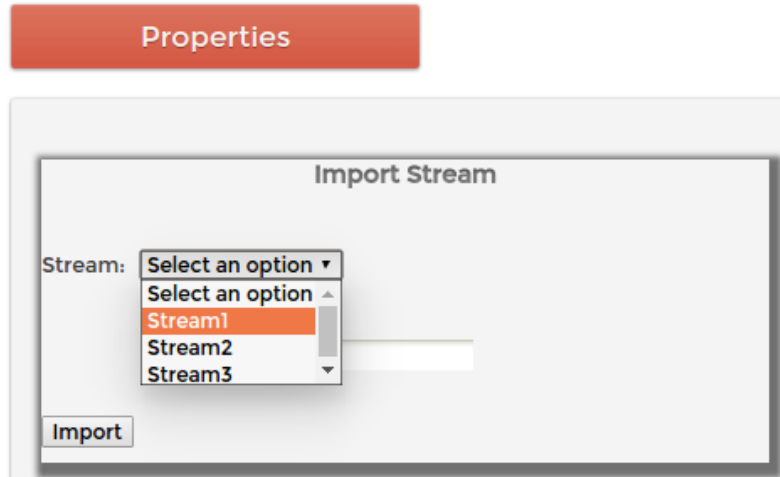 Properties
Import Stream
Stream: Select an option
Select an option
Stream1
Stream2
Stream3
Import